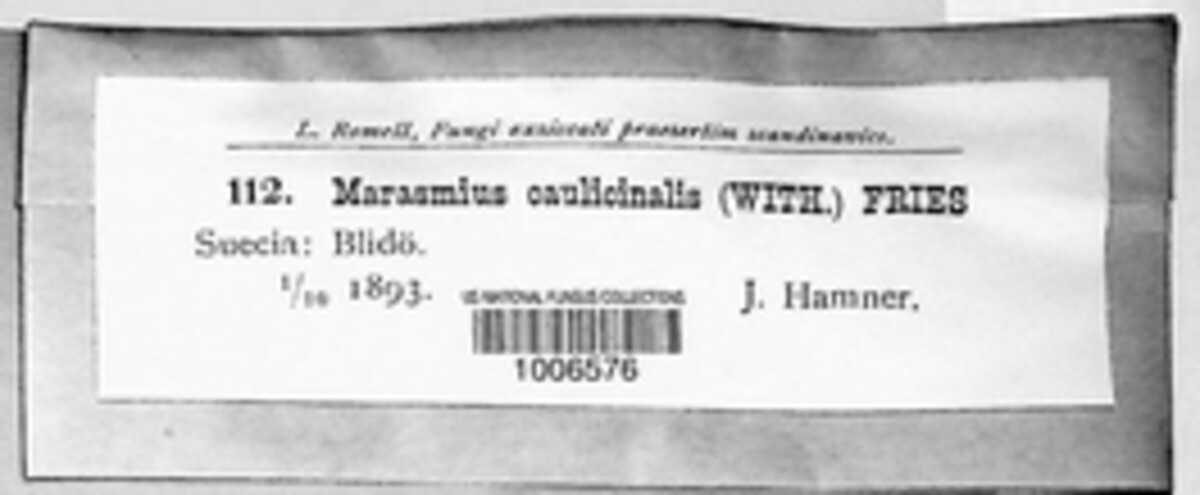 L. Romell, Fungi exsiccati praesertim scandinavici.
112. Marasmius caulicinalis (WITH.) FRIES
Suecia: Blidö.
1/10 1893. J. Hamner.
US NATIONAL FUNGUS COLLECTIONS
1006576